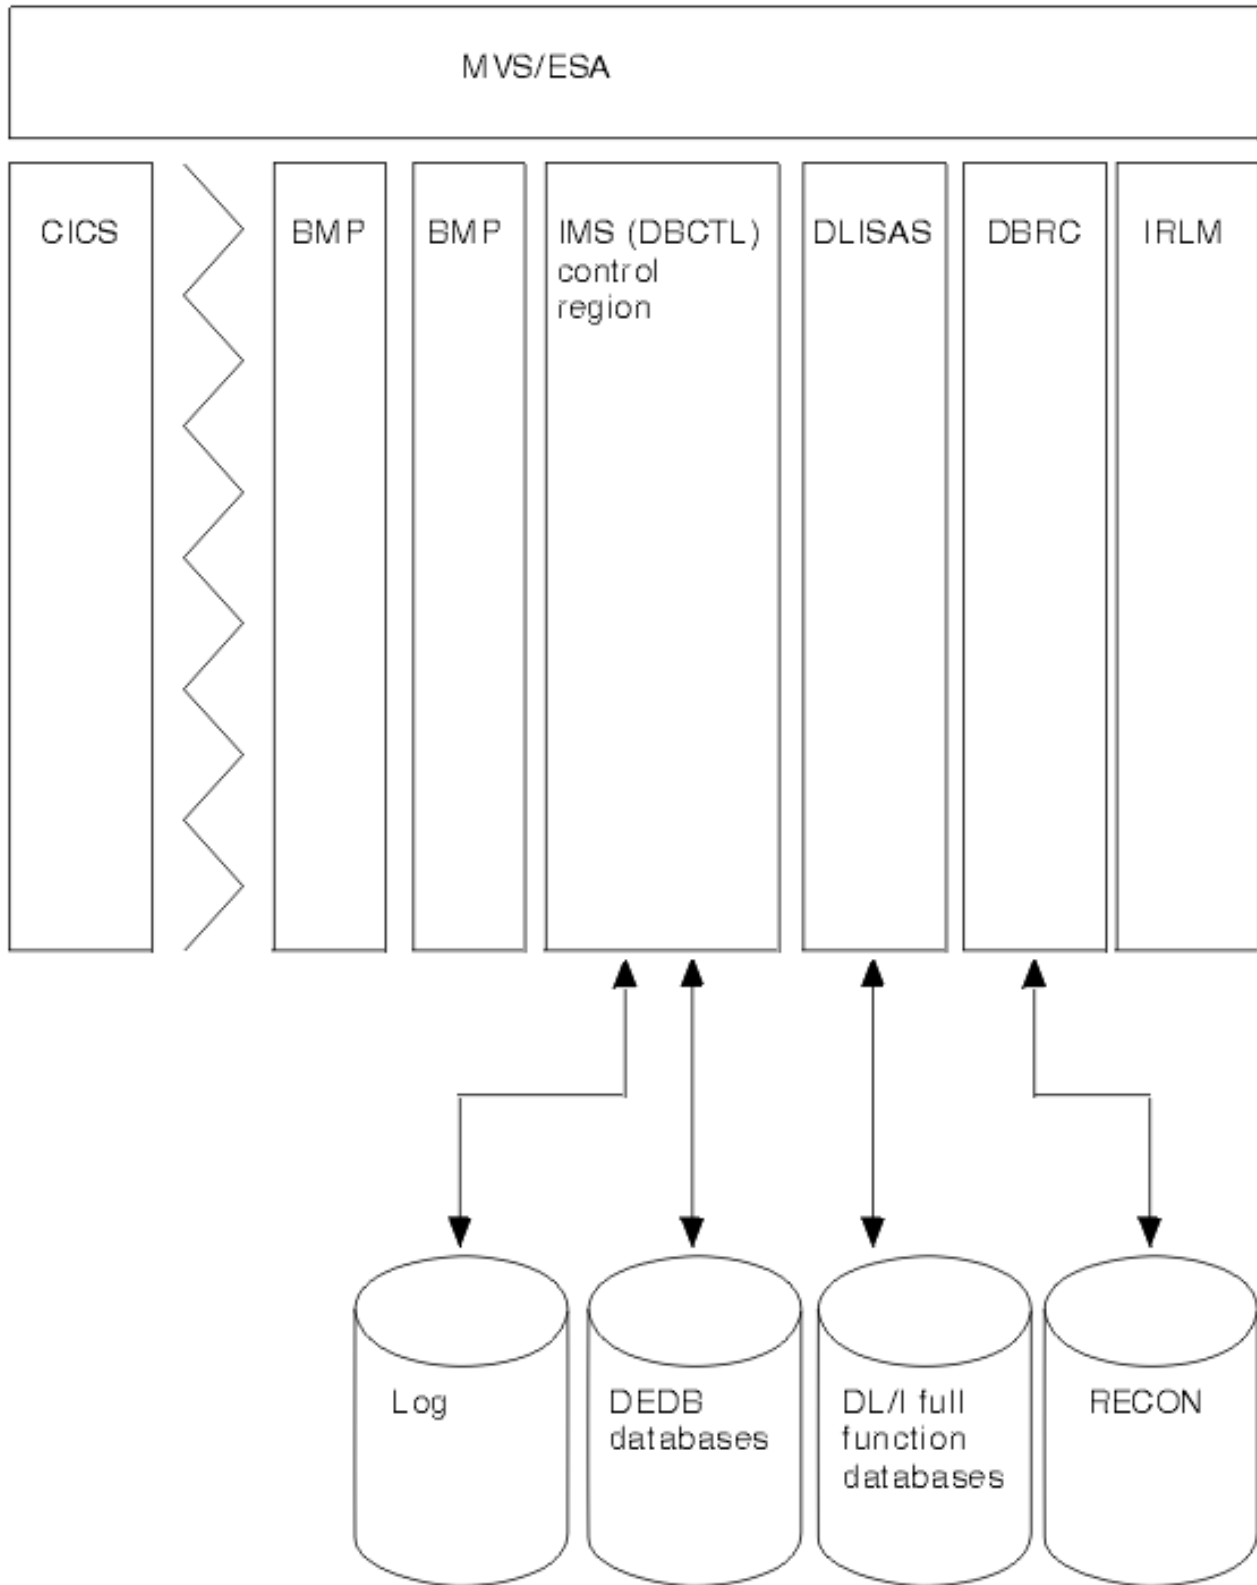 MVS/ESA
CICS
BMP
BMP
IMS (DBCTL)
control
region
DLISAS
DBRC
IRLM
Log
DEDB
databases
DL/I full
function
databases
RECON